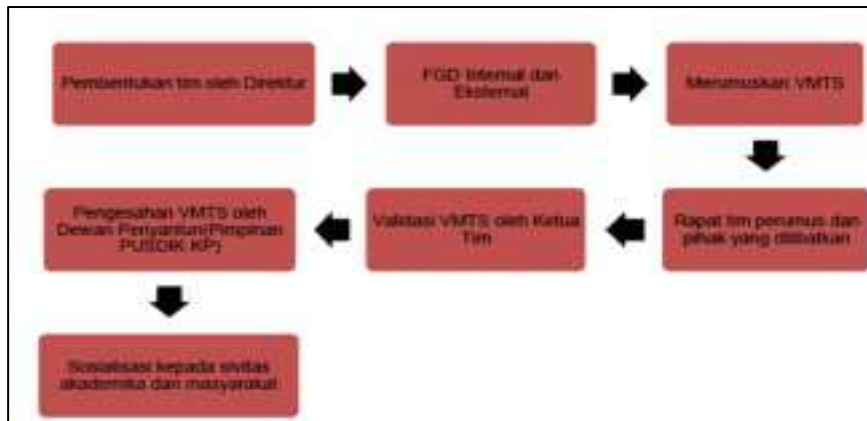 Pembentukan tim oleh Direktur
FGD Internal dan
Eksternal
Merumuskan VMTS
Rapat tim perumus dan
pihak yang dilibatkan
Validasi VMTS oleh Ketua
Tim
Pengesahan VMTS oleh
Dewan Penyantun(Pimpinan
PUSDIK KP)
Sosialisasi kepada sivitas
akademika dan masyarakat